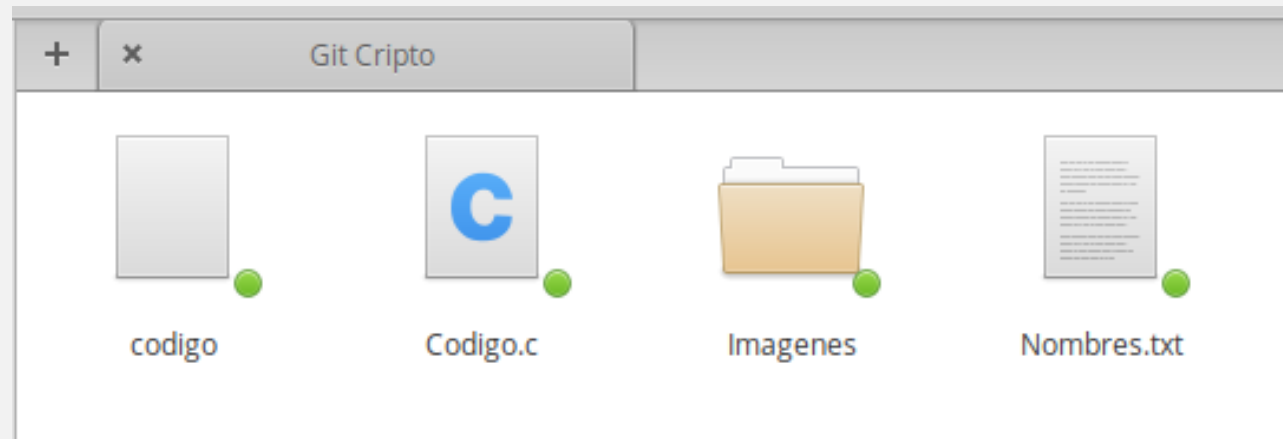 Git Cripto
C
codigo
Codigo.c
Imagenes
Nombres.txt